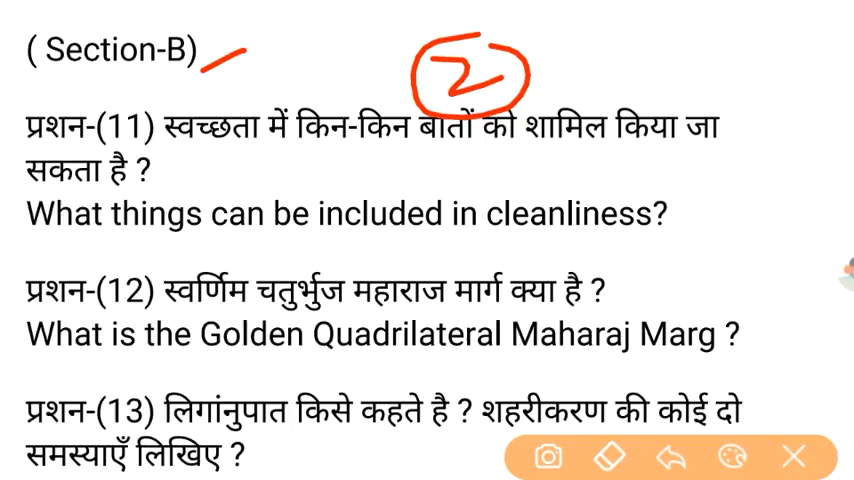 ( Section-B)
2
प्रशन-(11) स्वच्छता में किन-किन बातों को शामिल किया जा
सकता है ?
What things can be included in cleanliness?
प्रशन-(12) स्वर्णिम चतुर्भुज महाराज मार्ग क्या है ?
What is the Golden Quadrilateral Maharaj Marg ?
प्रशन-(13) लिगांनुपात किसे कहते है ? शहरीकरण की कोई दो
समस्याएँ लिखिए ?